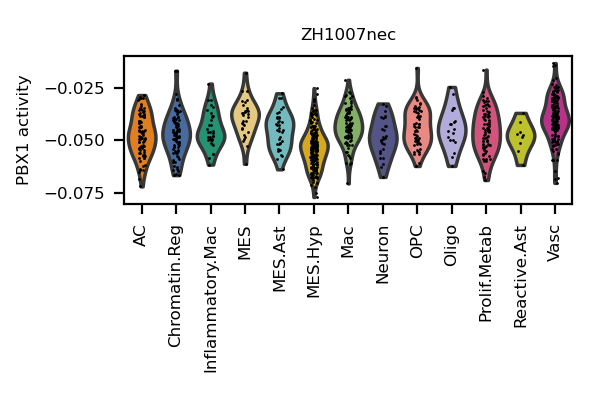 ZH1007nec
PBX1 activity
−0.025
−0.050
−0.075
AC
Chromatin.Reg
Inflammatory.Mac
MES
MES.Ast
MES.Hyp
Mac
Neuron
OPC
Oligo
Prolif.Metab
Reactive.Ast
Vasc